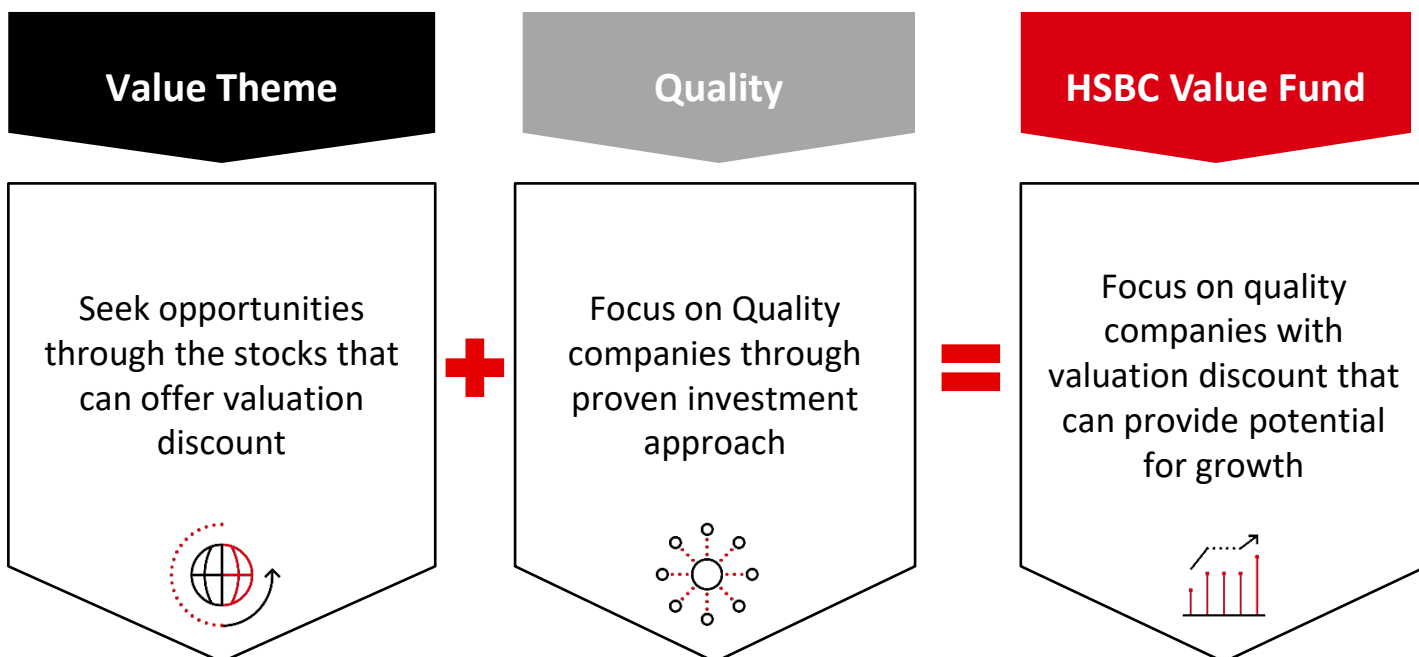 Value Theme
Seek opportunities
through the stocks that
can offer valuation
discount
Quality
Focus on Quality
companies through
proven investment
approach
HSBC Value Fund
Focus on quality
companies with
valuation discount that
can provide potential
for growth